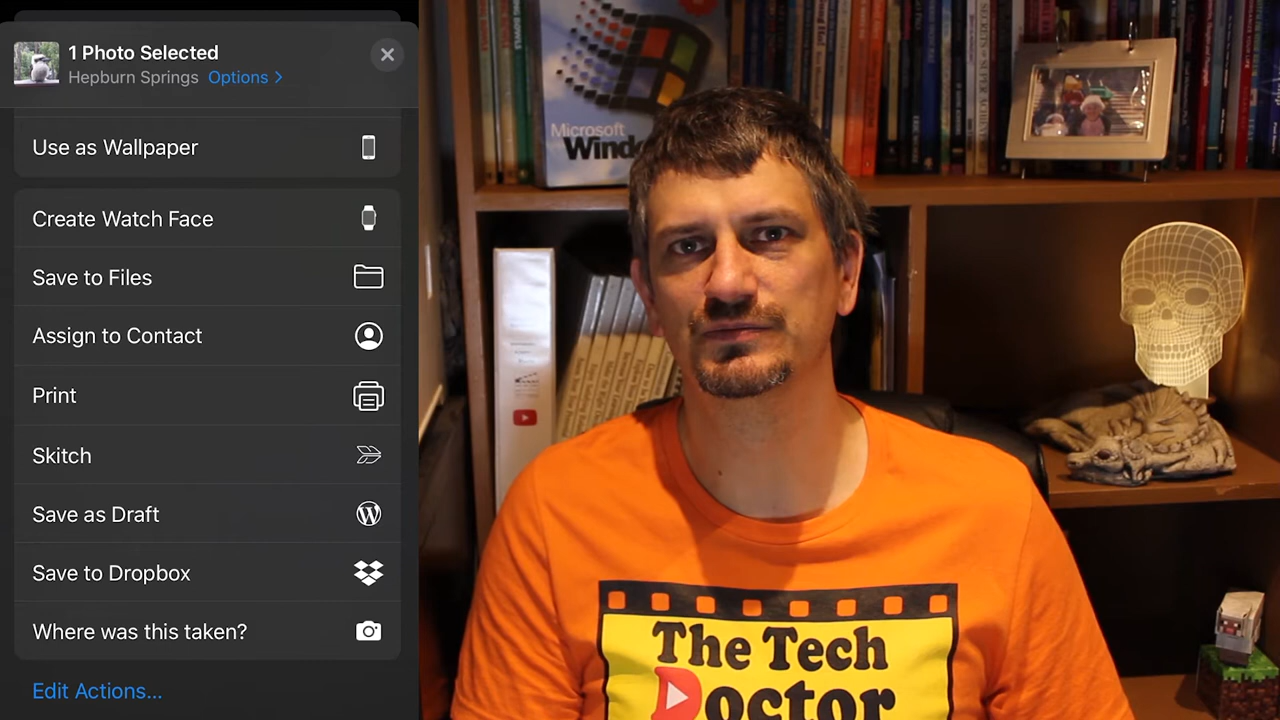 1 Photo Selected
Hepburn Springs Options >
Use as Wallpaper
Create Watch Face
Save to Files
Assign to Contact
Print
Skitch
Save as Draft
Save to Dropbox
Where was this taken?
Edit Actions...
Microsoft
The Tech
Doctor